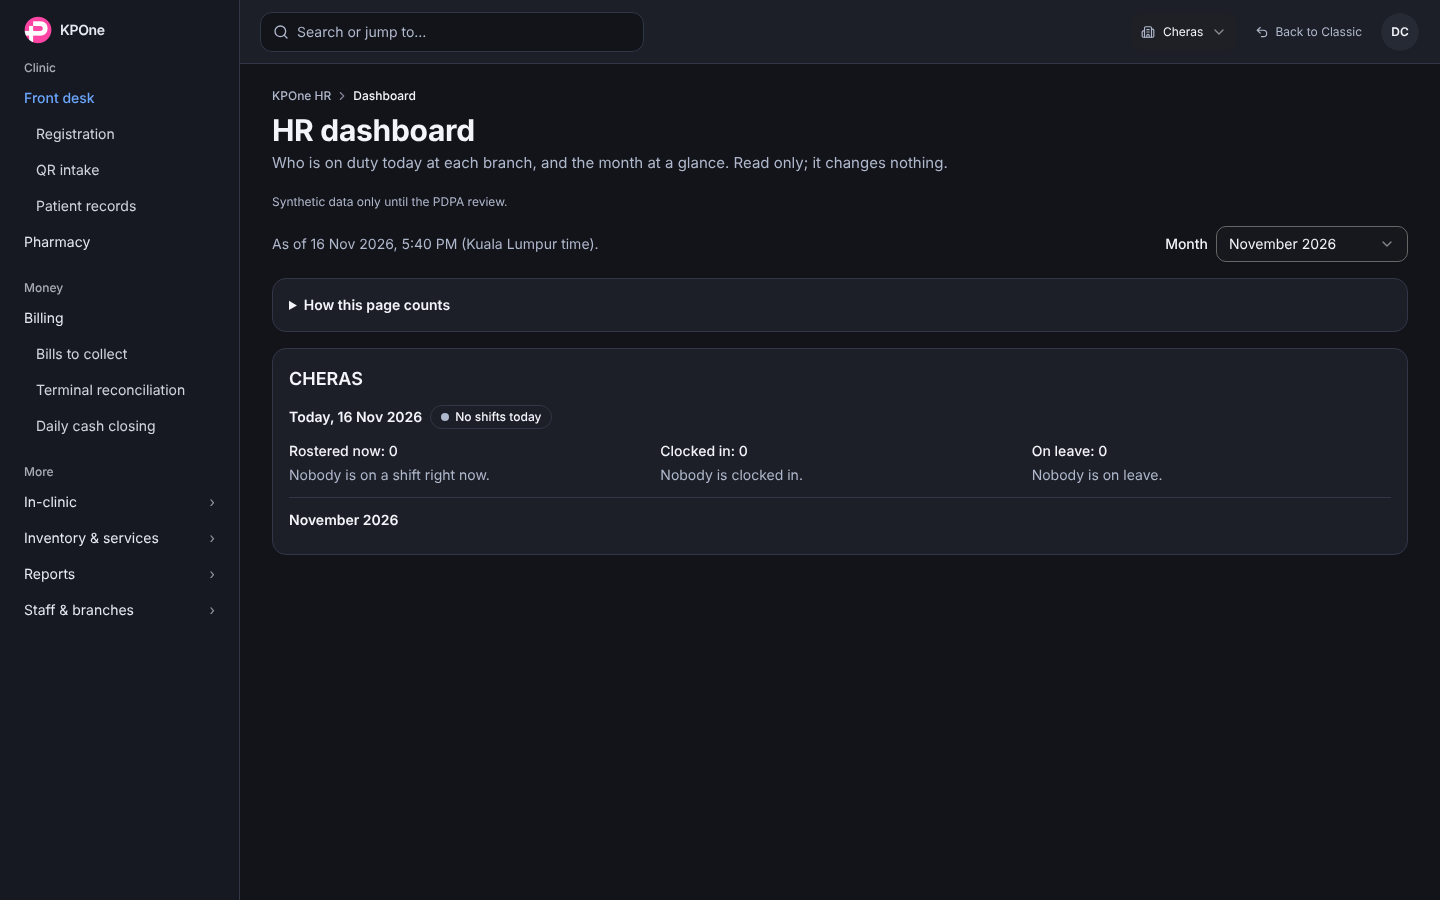 KPOne
Clinic
Front desk
Registration
QR intake
Patient records
Pharmacy
Money
Billing
Bills to collect
Terminal reconciliation
Daily cash closing
More
In-clinic
Inventory & services
Reports
Staff & branches
Search or jump to...
Cheras
Back to Classic
DC
KPOne HR > Dashboard
HR dashboard
Who is on duty today at each branch, and the month at a glance. Read only; it changes nothing.
Synthetic data only until the PDPA review.
As of 16 Nov 2026, 5:40 PM (Kuala Lumpur time).
Month November 2026
How this page counts
CHERAS
Today, 16 Nov 2026 No shifts today
Rostered now: 0 Clocked in: 0 On leave: 0
Nobody is on a shift right now. Nobody is clocked in. Nobody is on leave.
November 2026